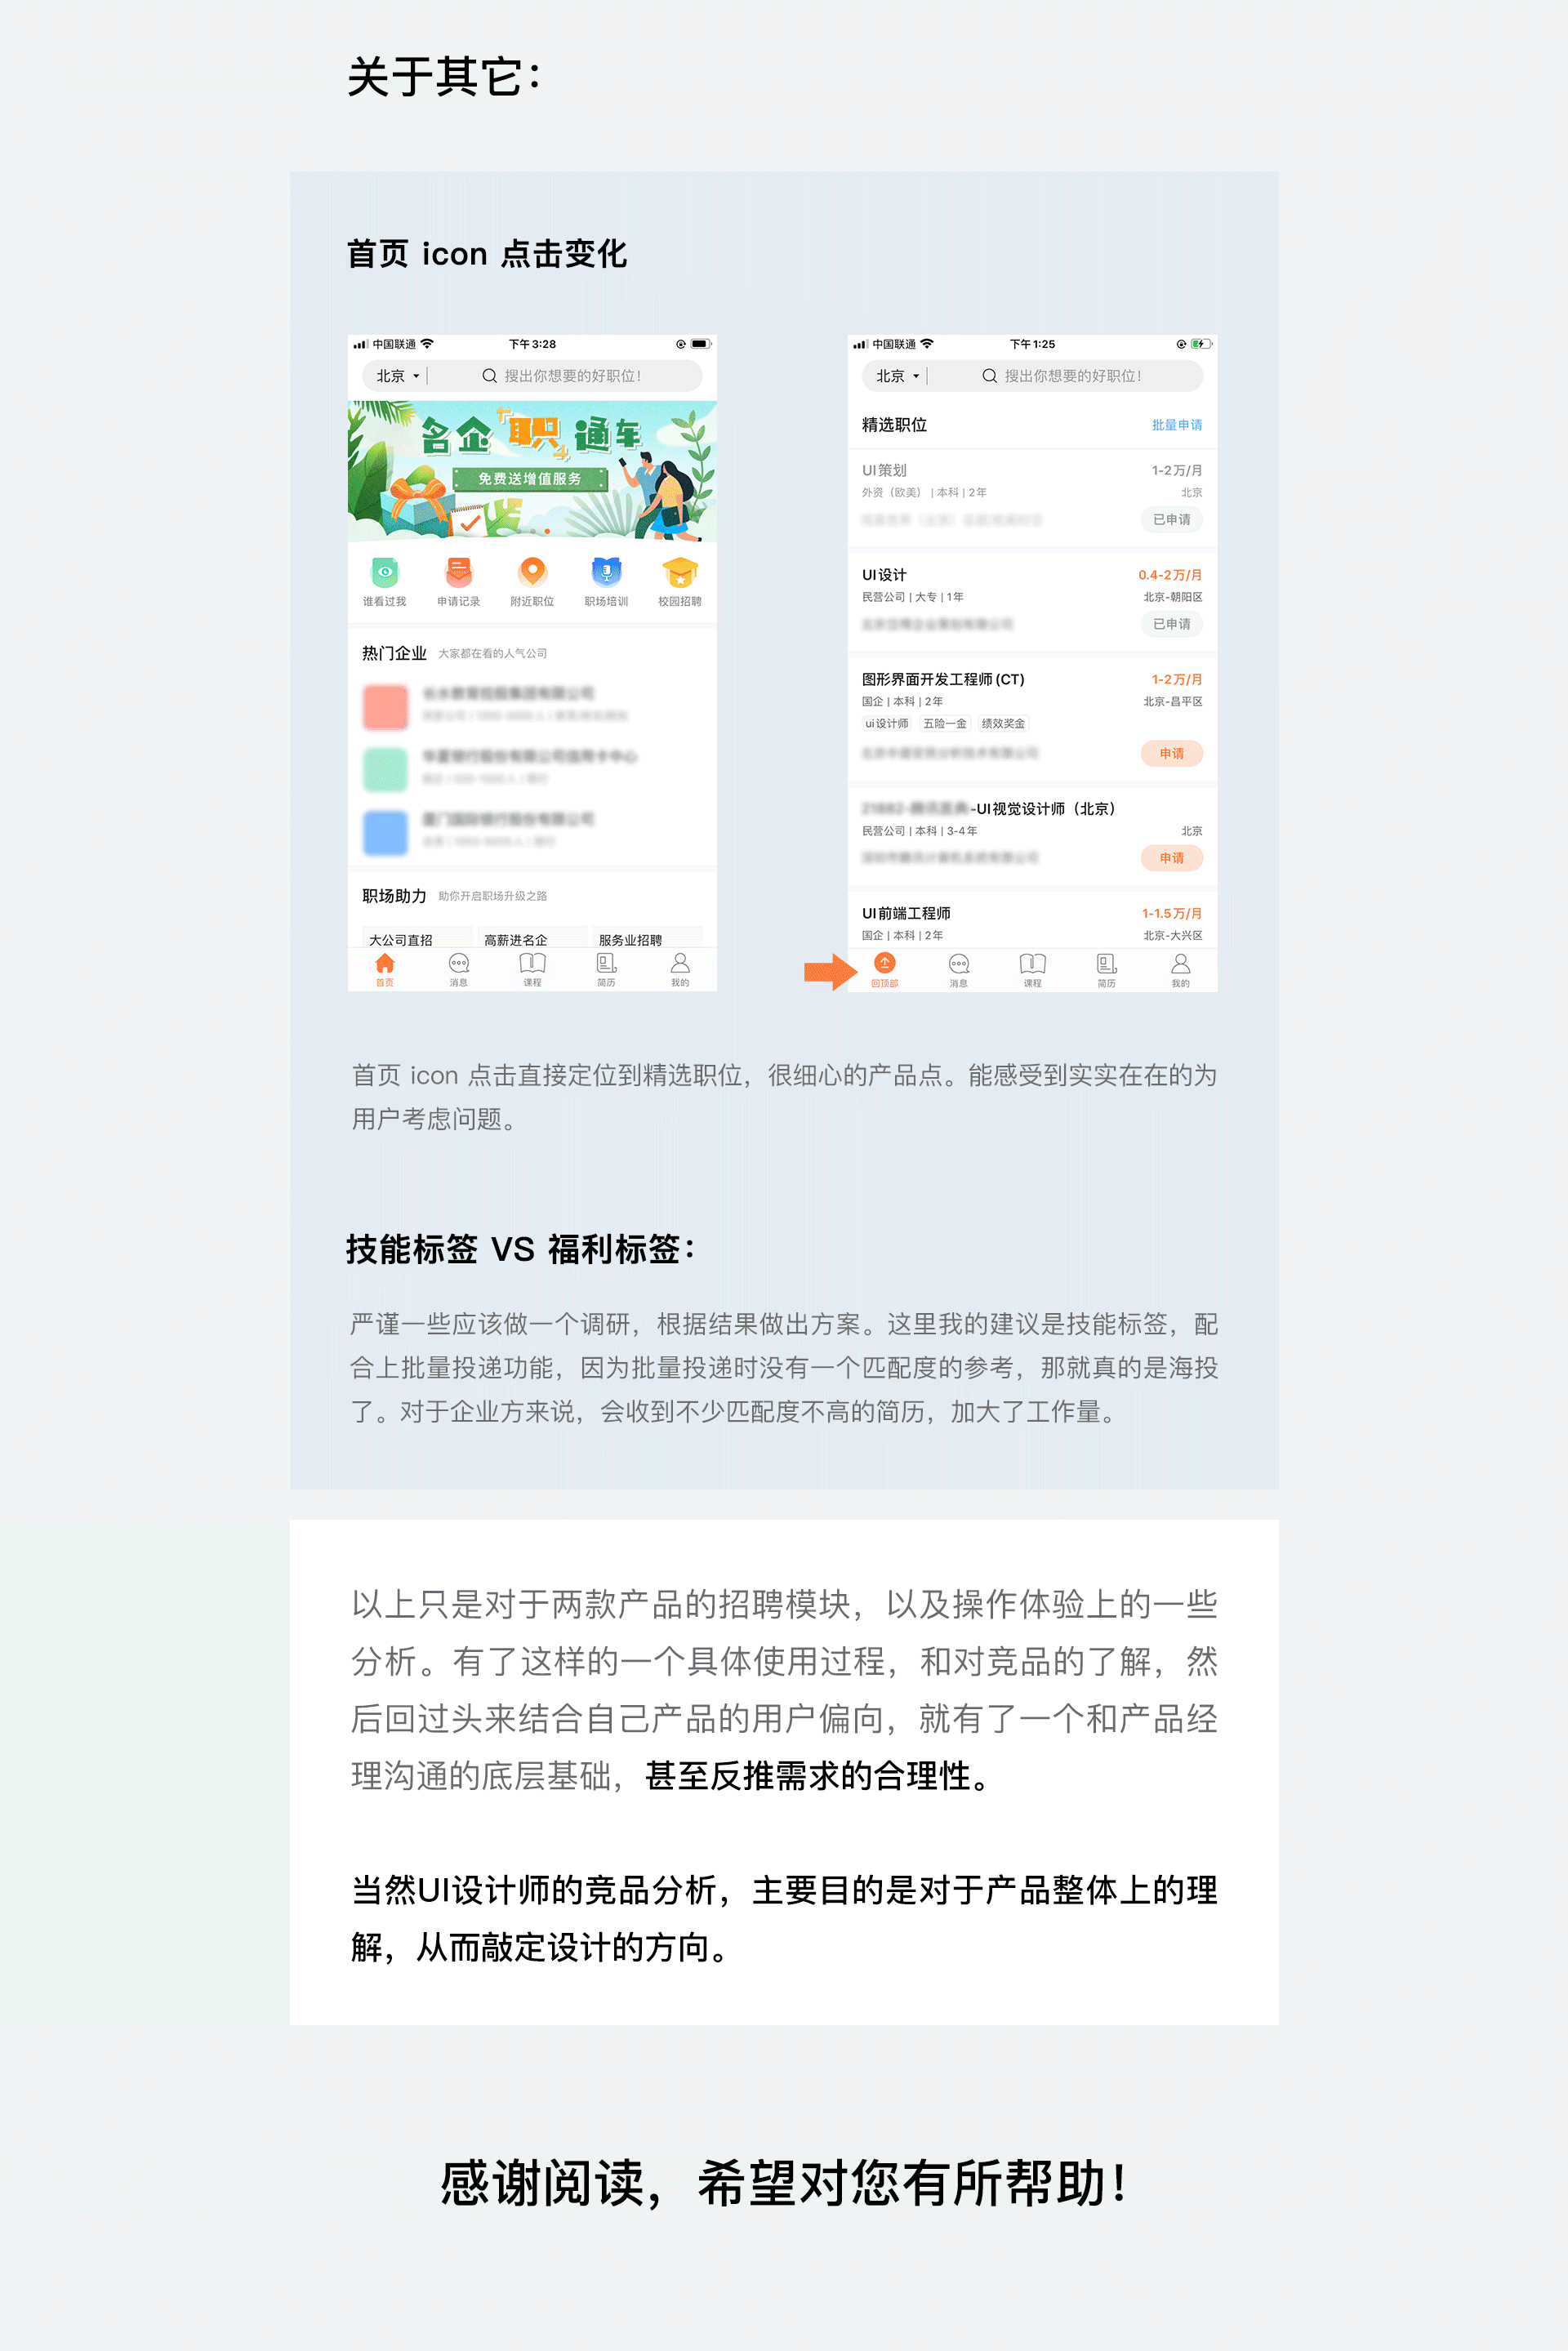 关于其它：
首页 icon 点击变化
中国联通 下午3:28
北京 搜出你想要的好职位！
名企职通车
免费送增值服务
谁看过我 申请记录 附近职位 职场培训 校园招聘
热门企业 大家都在看的人气公司
职场助力 助你开启职场升级之路
大公司直招 高薪进名企 服务业招聘
首页 消息 课程 简历 我的
中国联通 下午1:25
北京 搜出你想要的好职位！
精选职位 批量申请
UI策划 1-2万/月
外资（欧美） | 本科 | 2年 北京
已申请
UI设计 0.4-2万/月
民营公司 | 大专 | 1年 北京-朝阳区
已申请
图形界面开发工程师(CT) 1-2万/月
国企 | 本科 | 2年 北京-昌平区
ui设计师 五险一金 绩效奖金
申请
-UI视觉设计师（北京）
民营公司 | 本科 | 3-4年 北京
申请
UI前端工程师 1-1.5万/月
国企 | 本科 | 2年 北京-大兴区
回顶部 消息 课程 简历 我的
首页 icon 点击直接定位到精选职位，很细心的产品点。能感受到实实在在的为
用户考虑问题。
技能标签 VS 福利标签：
严谨一些应该做一个调研，根据结果做出方案。这里我的建议是技能标签，配
合上批量投递功能，因为批量投递时没有一个匹配度的参考，那就真的是海投
了。对于企业方来说，会收到不少匹配度不高的简历，加大了工作量。
以上只是对于两款产品的招聘模块，以及操作体验上的一些
分析。有了这样的一个具体使用过程，和对竞品的了解，然
后回过头来结合自己产品的用户偏向，就有了一个和产品经
理沟通的底层基础，甚至反推需求的合理性。
当然UI设计师的竞品分析，主要目的是对于产品整体上的理
解，从而敲定设计的方向。
感谢阅读，希望对您有所帮助！